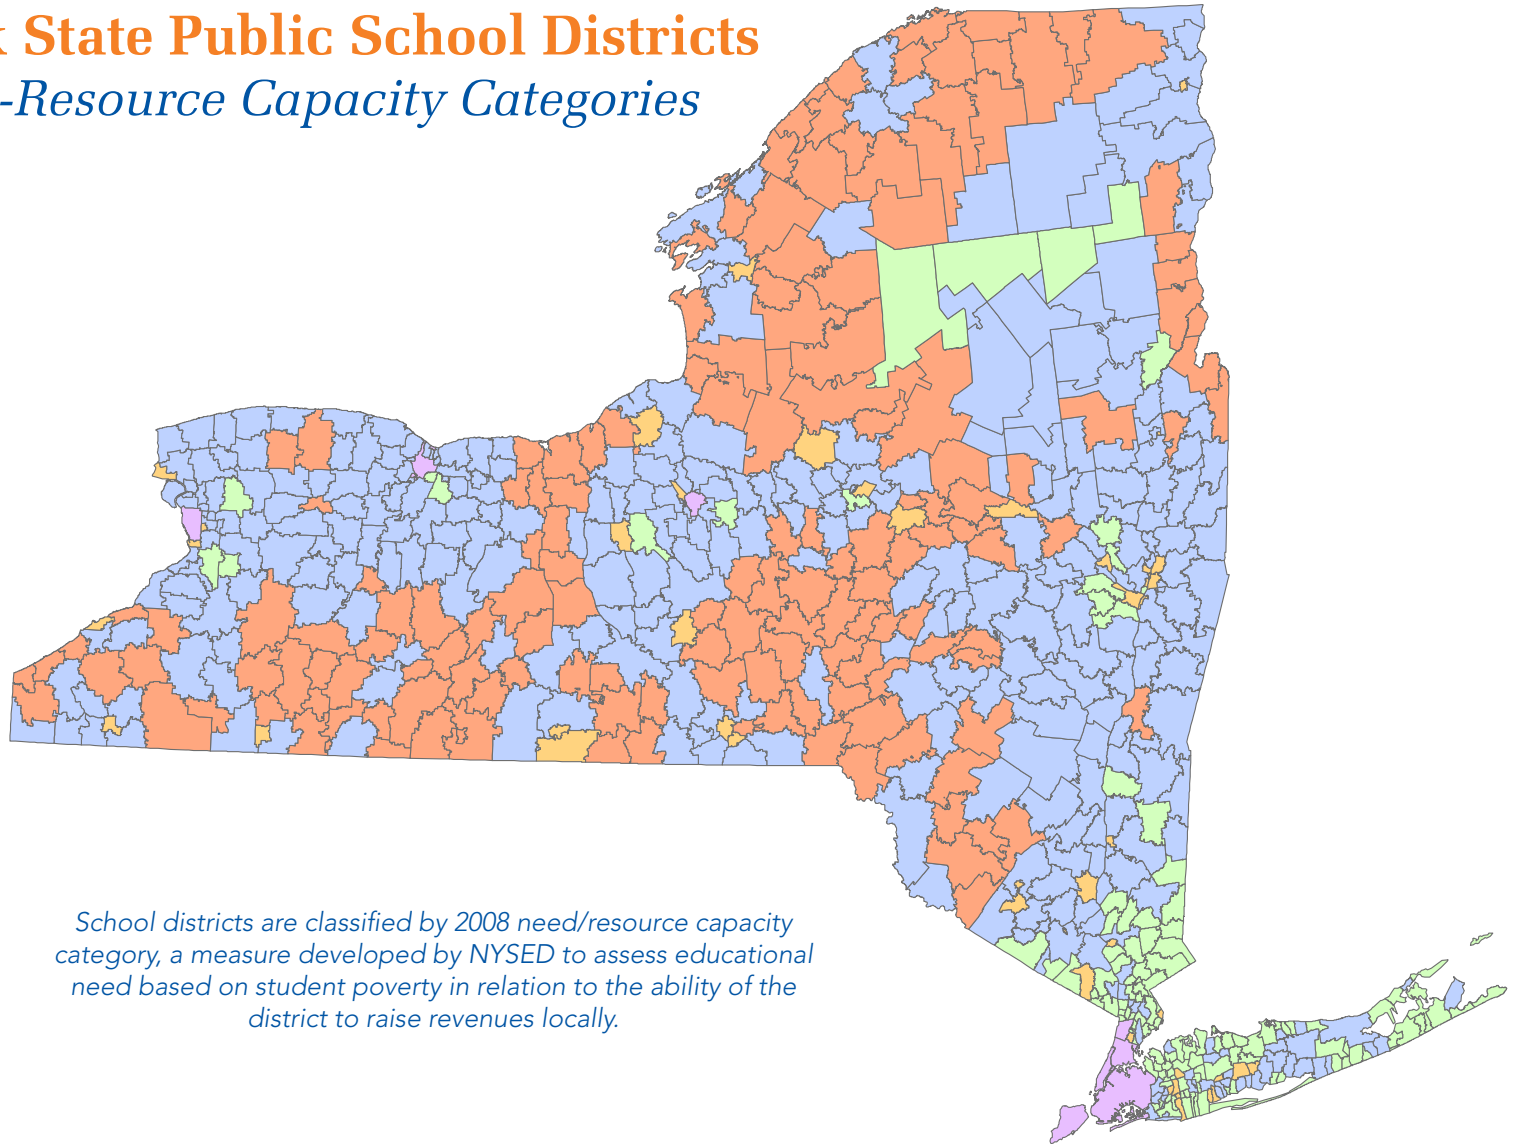 State Public School Districts
-Resource Capacity Categories
School districts are classified by 2008 need/resource capacity
category, a measure developed by NYSED to assess educational
need based on student poverty in relation to the ability of the
district to raise revenues locally.